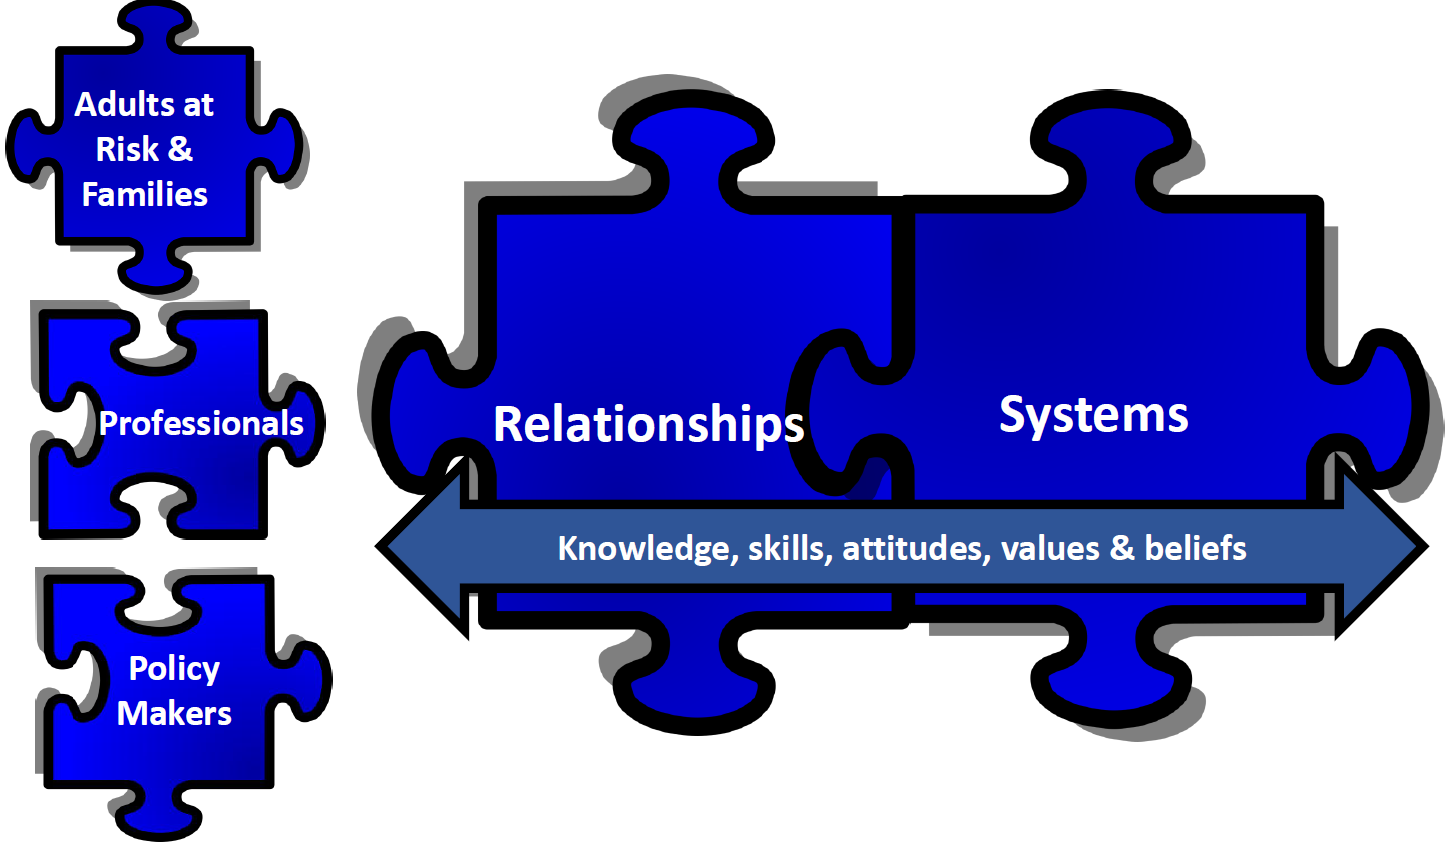 Adults at
Risk &
Families
Professionals
Policy
Makers
Relationships
Systems
Knowledge, skills, attitudes, values & beliefs